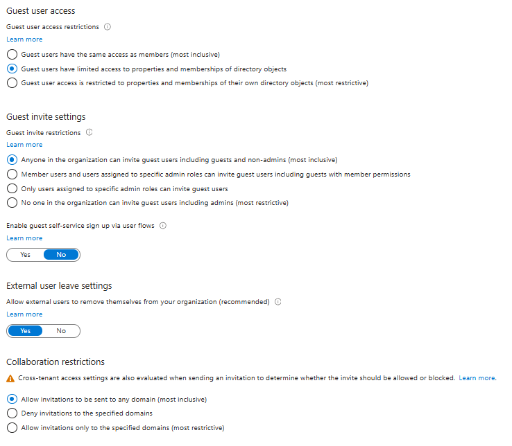 Guest user access
Guest user access restrictions
Learn more
Guest users have the same access as members (most inclusive)
Guest users have limited access to properties and memberships of directory objects
Guest user access is restricted to properties and memberships of their own directory objects (most restrictive)
Guest invite settings
Guest invite restrictions
Learn more
Anyone in the organization can invite guest users including guests and non-admins (most inclusive)
Member users and users assigned to specific admin roles can invite guest users including guests with member permissions
Only users assigned to specific admin roles can invite guest users
No one in the organization can invite guest users including admins (most restrictive)
Enable guest self-service sign up via user flows
Learn more
Yes No
External user leave settings
Allow external users to remove themselves from your organization (recommended)
Learn more
Yes No
Collaboration restrictions
Cross-tenant access settings are also evaluated when sending an invitation to determine whether the invite should be allowed or blocked. Learn more.
Allow invitations to be sent to any domain (most inclusive)
Deny invitations to the specified domains
Allow invitations only to the specified domains (most restrictive)